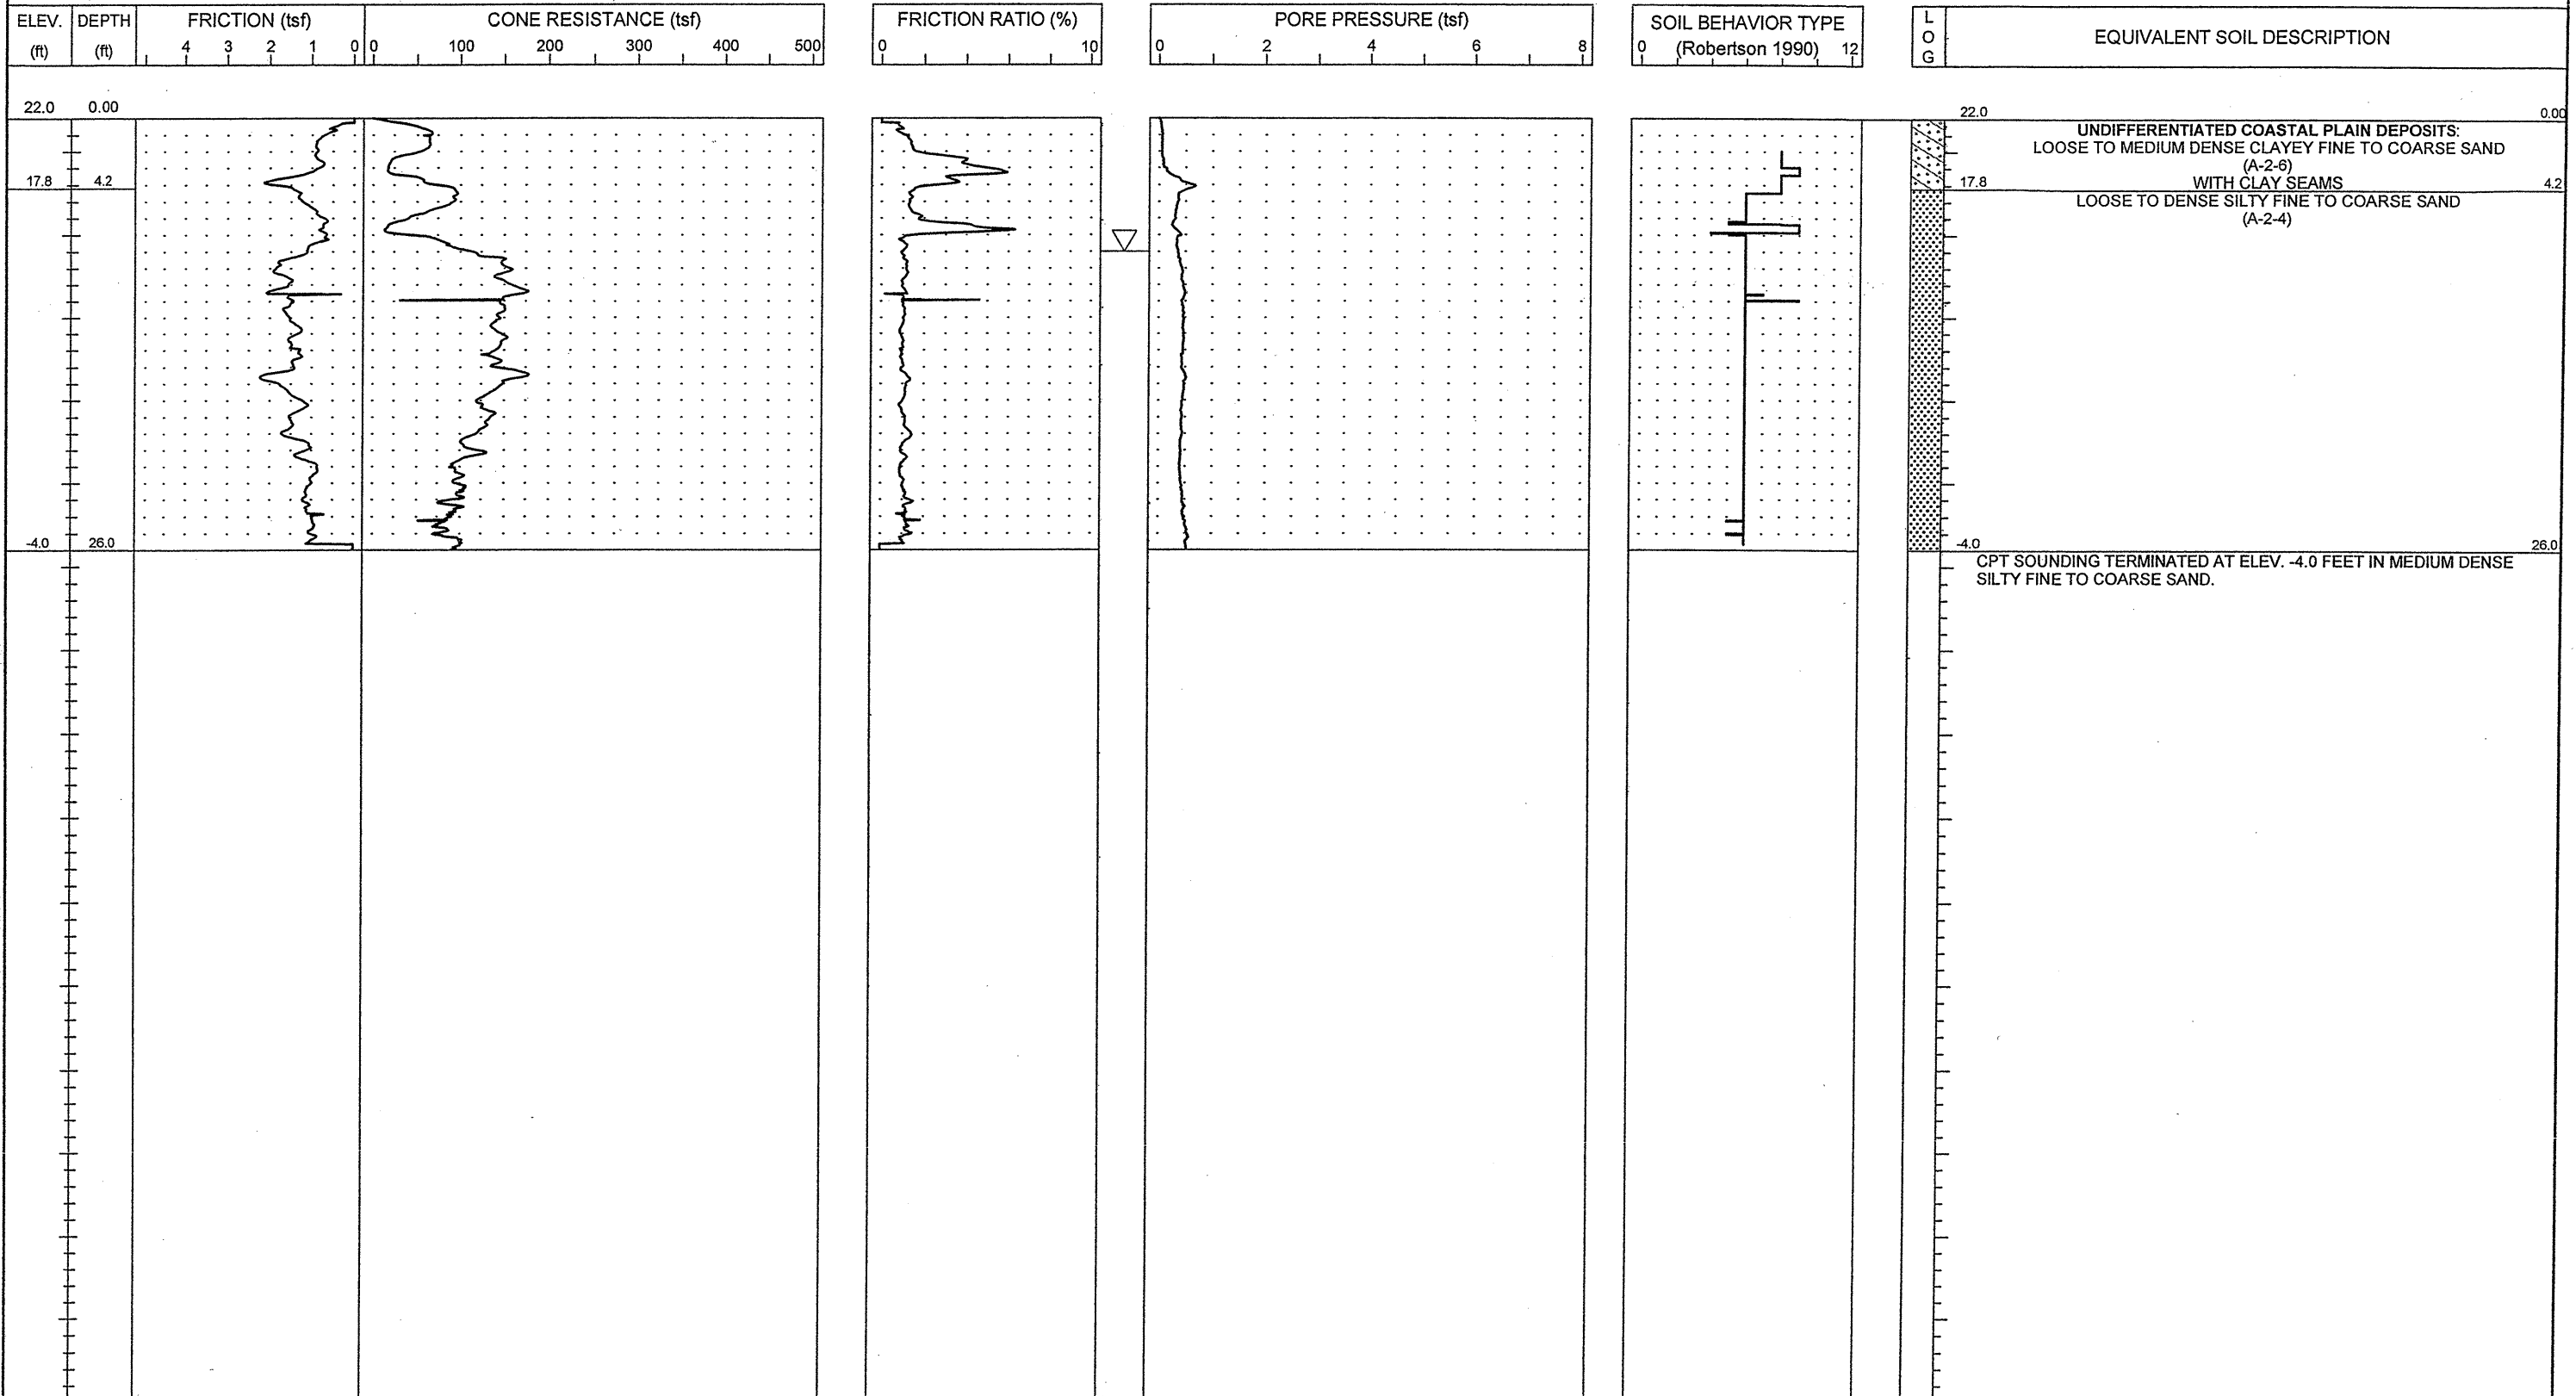 ELEV.
(ft)
DEPTH
(ft)
FRICTION (tsf)
4 3 2 1 0
CONE RESISTANCE (tsf)
0 100 200 300 400 500
FRICTION RATIO (%)
0 10
PORE PRESSURE (tsf)
0 2 4 6 8
SOIL BEHAVIOR TYPE
0 (Robertson 1990) 12
L
O
G
EQUIVALENT SOIL DESCRIPTION
22.0 0.00
22.0 0.00
UNDIFFERENTIATED COASTAL PLAIN DEPOSITS:
LOOSE TO MEDIUM DENSE CLAYEY FINE TO COARSE SAND
(A-2-6)
17.8 4.2
17.8 WITH CLAY SEAMS 4.2
LOOSE TO DENSE SILTY FINE TO COARSE SAND
(A-2-4)
-4.0 26.0
-4.0 26.0
CPT SOUNDING TERMINATED AT ELEV. -4.0 FEET IN MEDIUM DENSE
SILTY FINE TO COARSE SAND.